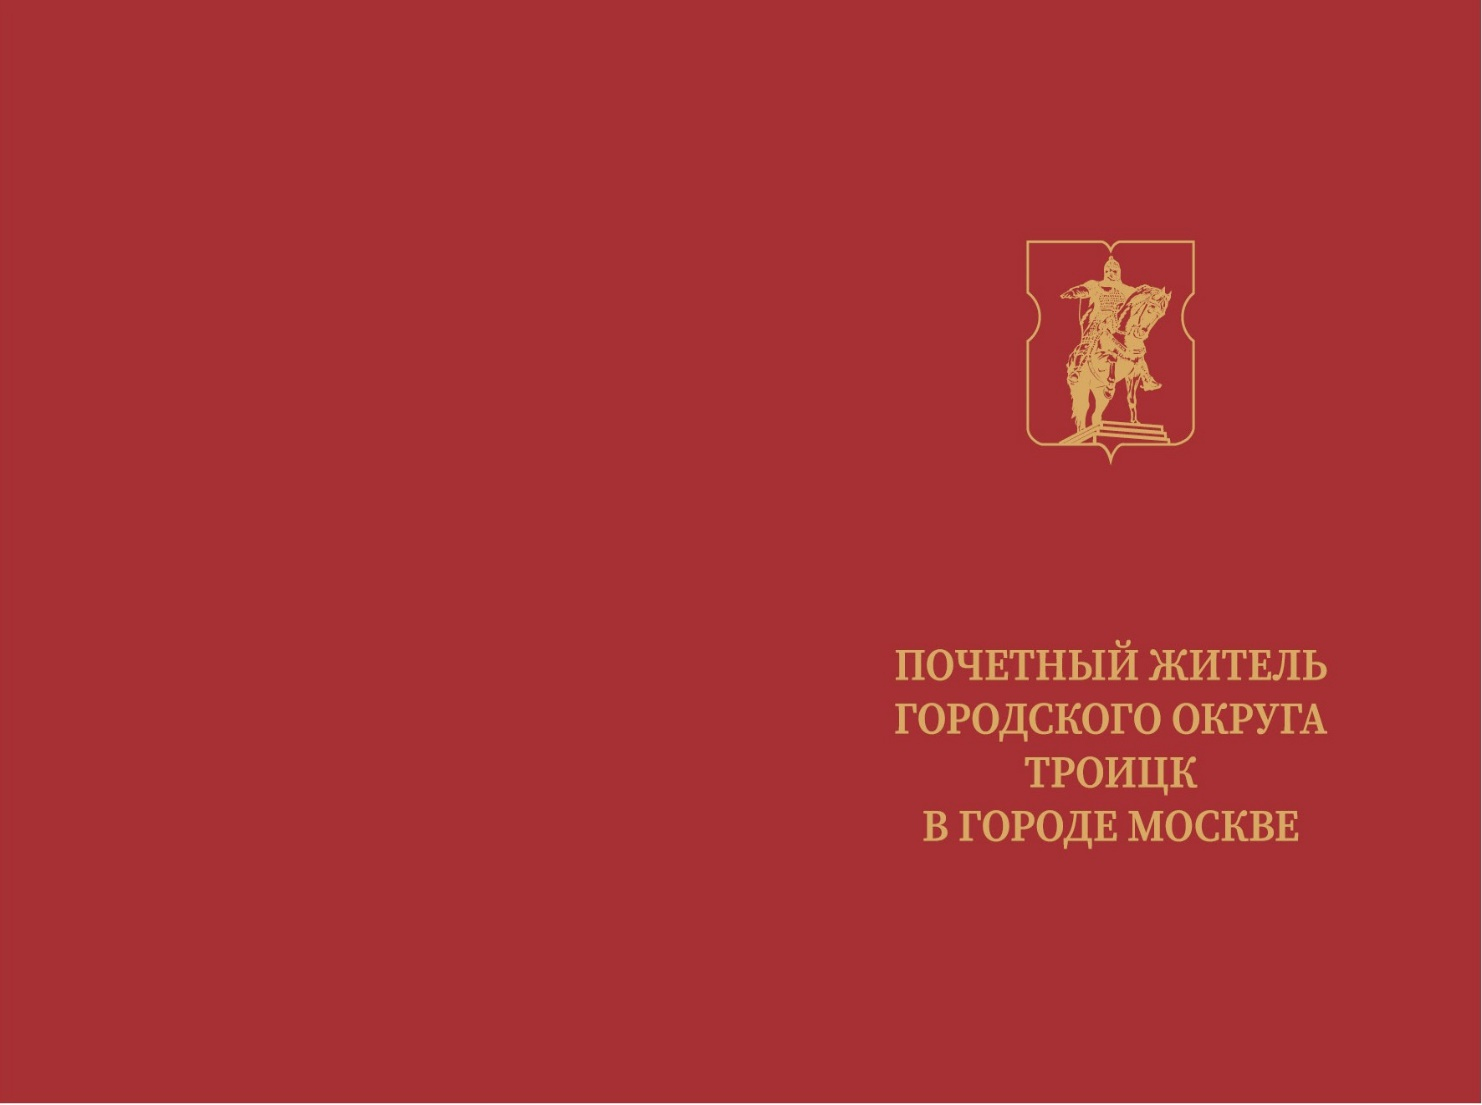 ПОЧЕТНЫЙ ЖИТЕЛЬ
ГОРОДСКОГО ОКРУГА
ТРОИЦК
В ГОРОДЕ МОСКВЕ